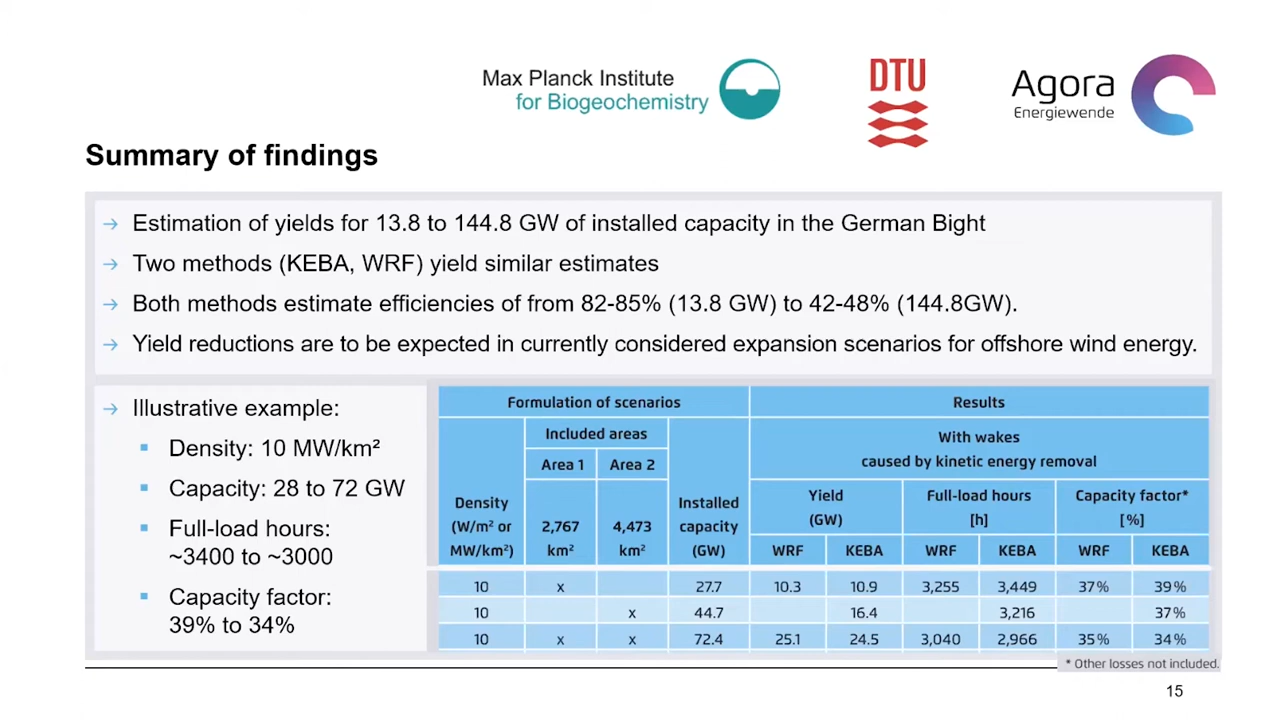 Max Planck Institute
for Biogeochemistry
DTU
Agora
Energiewende
Summary of findings
→ Estimation of yields for 13.8 to 144.8 GW of installed capacity in the German Bight
→ Two methods (KEBA, WRF) yield similar estimates
→ Both methods estimate efficiencies of from 82-85% (13.8 GW) to 42-48% (144.8GW).
→ Yield reductions are to be expected in currently considered expansion scenarios for offshore wind energy.
→ Illustrative example:
▪ Density: 10 MW/km²
▪ Capacity: 28 to 72 GW
▪ Full-load hours:
~3400 to ~3000
▪ Capacity factor:
39% to 34%
Formulation of scenarios Results
Included areas With wakes
caused by kinetic energy removal
Area 1 Area 2
Density
(W/m² or
MW/km²)
2,767
km²
4,473
km²
Installed
capacity
(GW)
Yield
(GW)
Full-load hours
[h]
Capacity factor*
[%]
WRF KEBA WRF KEBA WRF KEBA
10 x 27.7 10.3 10.9 3,255 3,449 37% 39%
10 x 44.7 16.4 3,216 37%
10 x x 72.4 25.1 24.5 3,040 2,966 35% 34%
* Other losses not included.
15